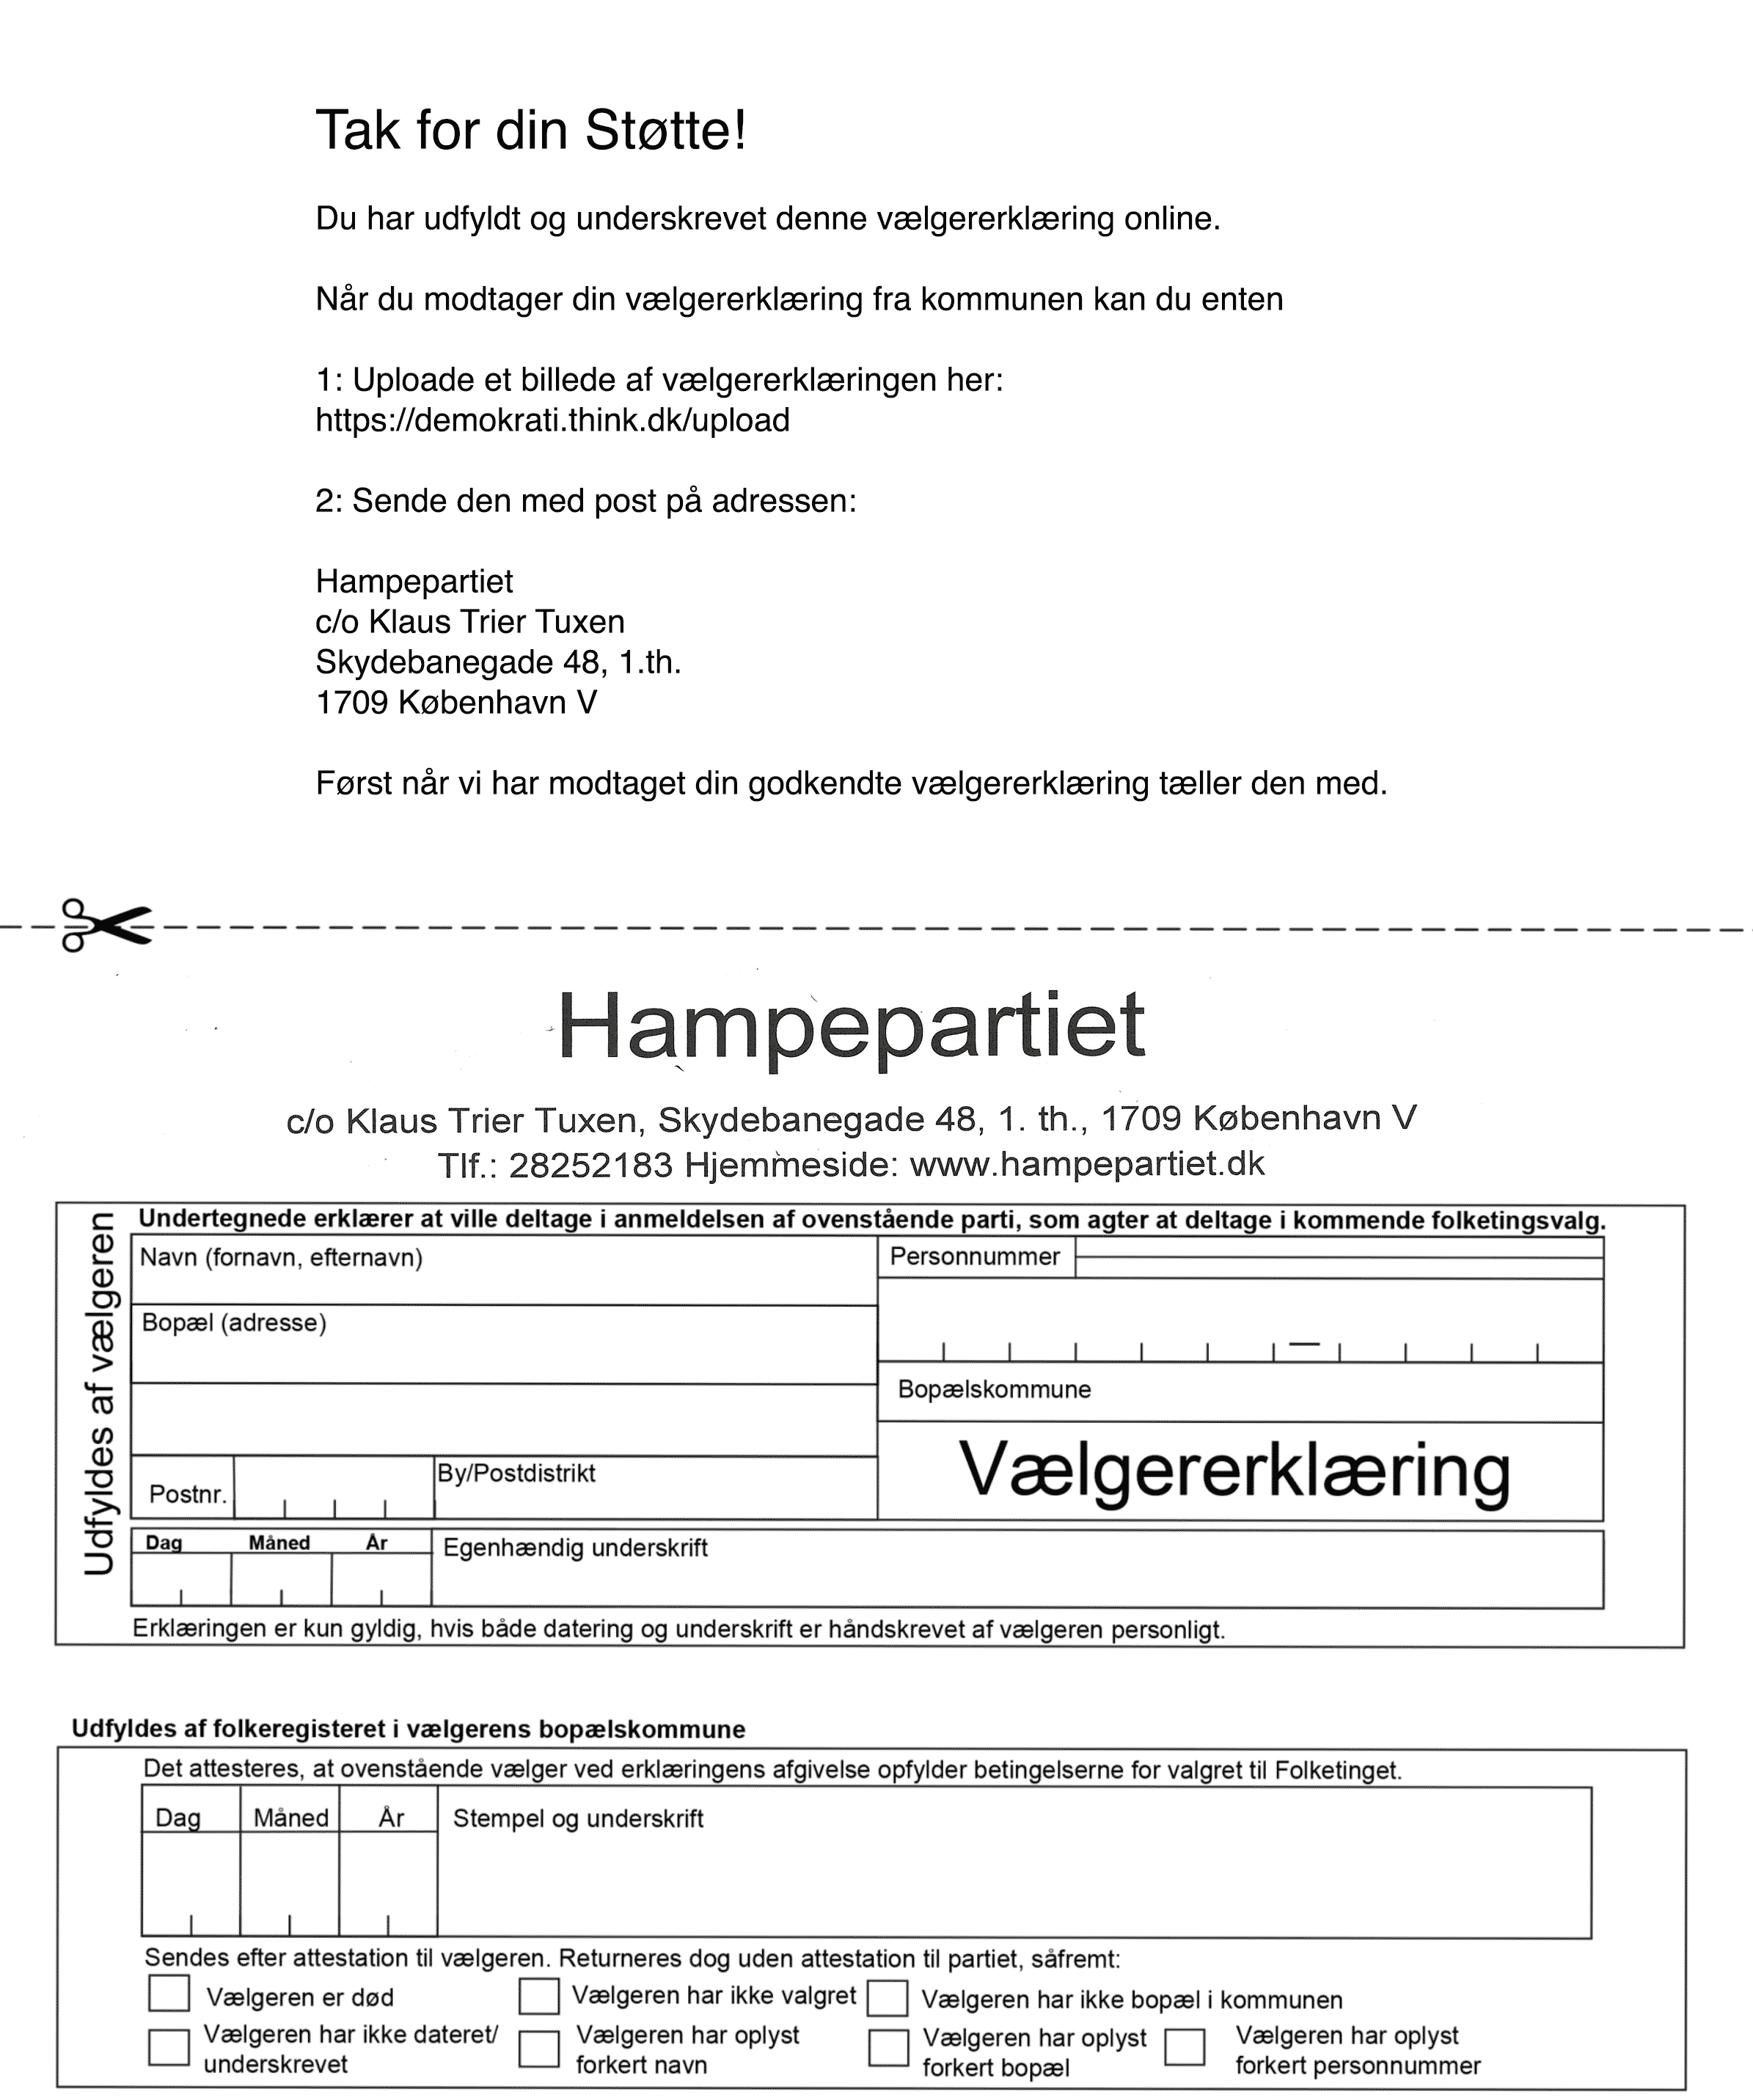 Tak for din Støtte!
Du har udfyldt og underskrevet denne vælgererklæring online.
Når du modtager din vælgererklæring fra kommunen kan du enten
1: Uploade et billede af vælgererklæringen her:
https://demokrati.think.dk/upload
2: Sende den med post på adressen:
Hampepartiet
c/o Klaus Trier Tuxen
Skydebanegade 48, 1.th.
1709 København V
Først når vi har modtaget din godkendte vælgererklæring tæller den med.
Hampepartiet
c/o Klaus Trier Tuxen, Skydebanegade 48, 1. th., 1709 København V
Tlf.: 28252183 Hjemmeside: www.hampepartiet.dk
Udfyldes af vælgeren
Undertegnede erklærer at ville deltage i anmeldelsen af ovenstående parti, som agter at deltage i kommende folketingsvalg.
Navn (fornavn, efternavn)
Personnummer
Bopæl (adresse)
Bopælskommune
Vælgererklæring
Postnr.
By/Postdistrikt
Dag Måned År
Egenhændig underskrift
Erklæringen er kun gyldig, hvis både datering og underskrift er håndskrevet af vælgeren personligt.
Udfyldes af folkeregisteret i vælgerens bopælskommune
Det attesteres, at ovenstående vælger ved erklæringens afgivelse opfylder betingelserne for valgret til Folketinget.
Dag Måned År
Stempel og underskrift
Sendes efter attestation til vælgeren. Returneres dog uden attestation til partiet, såfremt:
Vælgeren er død
Vælgeren har ikke valgret
Vælgeren har ikke bopæl i kommunen
Vælgeren har ikke dateret/
underskrevet
Vælgeren har oplyst
forkert navn
Vælgeren har oplyst
forkert bopæl
Vælgeren har oplyst
forkert personnummer